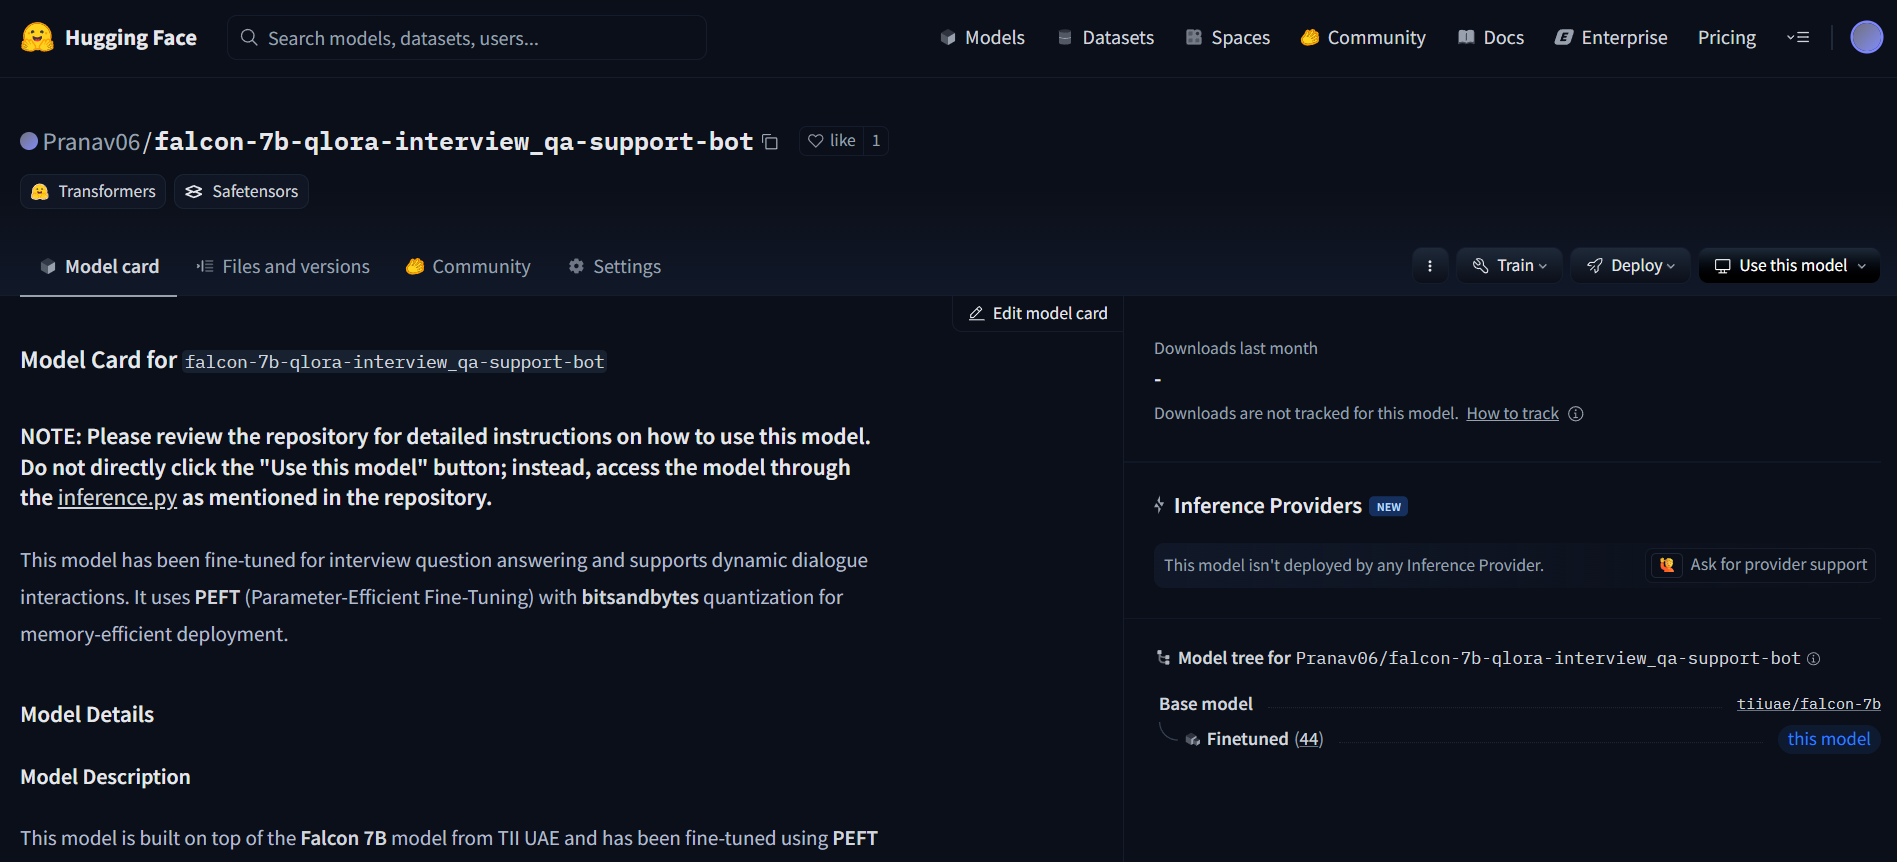 Hugging Face
Search models, datasets, users...
Models
Datasets
Spaces
Community
Docs
Enterprise
Pricing
Pranav06/falcon-7b-qlora-interview_qa-support-bot
like 1
Transformers
Safetensors
Model card
Files and versions
Community
Settings
Train
Deploy
Use this model
Edit model card
Model Card for falcon-7b-qlora-interview_qa-support-bot
NOTE: Please review the repository for detailed instructions on how to use this model.
Do not directly click the "Use this model" button; instead, access the model through
the inference.py as mentioned in the repository.
This model has been fine-tuned for interview question answering and supports dynamic dialogue
interactions. It uses PEFT (Parameter-Efficient Fine-Tuning) with bitsandbytes quantization for
memory-efficient deployment.
Model Details
Model Description
This model is built on top of the Falcon 7B model from TII UAE and has been fine-tuned using PEFT
Downloads last month
-
Downloads are not tracked for this model. How to track
Inference Providers NEW
This model isn't deployed by any Inference Provider.
Ask for provider support
Model tree for Pranav06/falcon-7b-qlora-interview_qa-support-bot
Base model
tiiuae/falcon-7b
Finetuned (44)
this model